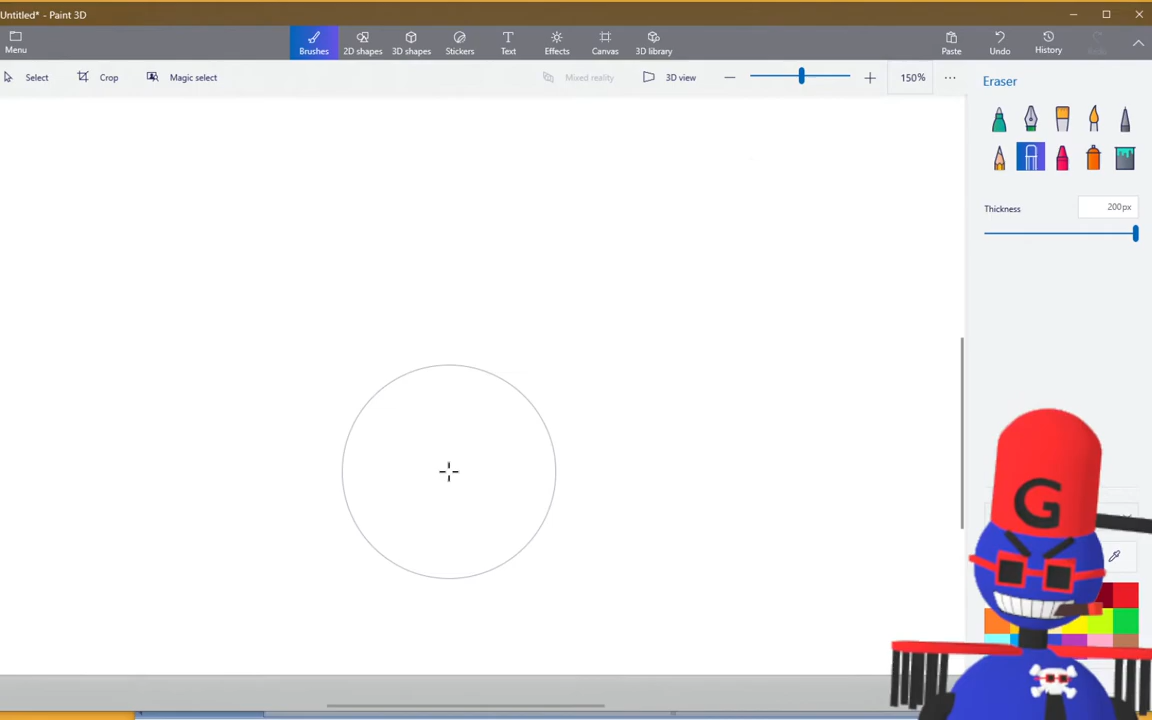 Untitled* - Paint 3D
Menu
Brushes
2D shapes
3D shapes
Stickers
Text
Effects
Canvas
3D library
Paste
Undo
History
Select
Crop
Magic select
Mixed reality
3D view
150%
Eraser
Thickness
200px
G